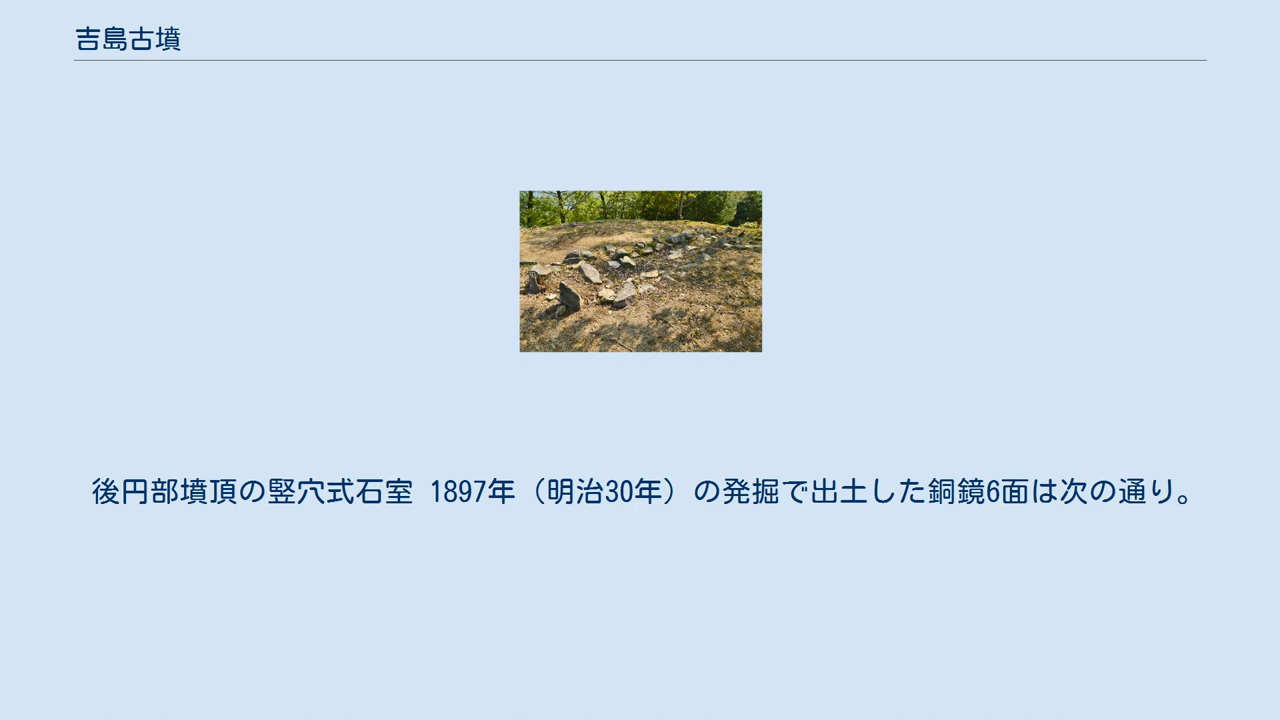 吉島古墳
後円部墳頂の竪穴式石室 1897年（明治30年）の発掘で出土した銅鏡6面は次の通り。